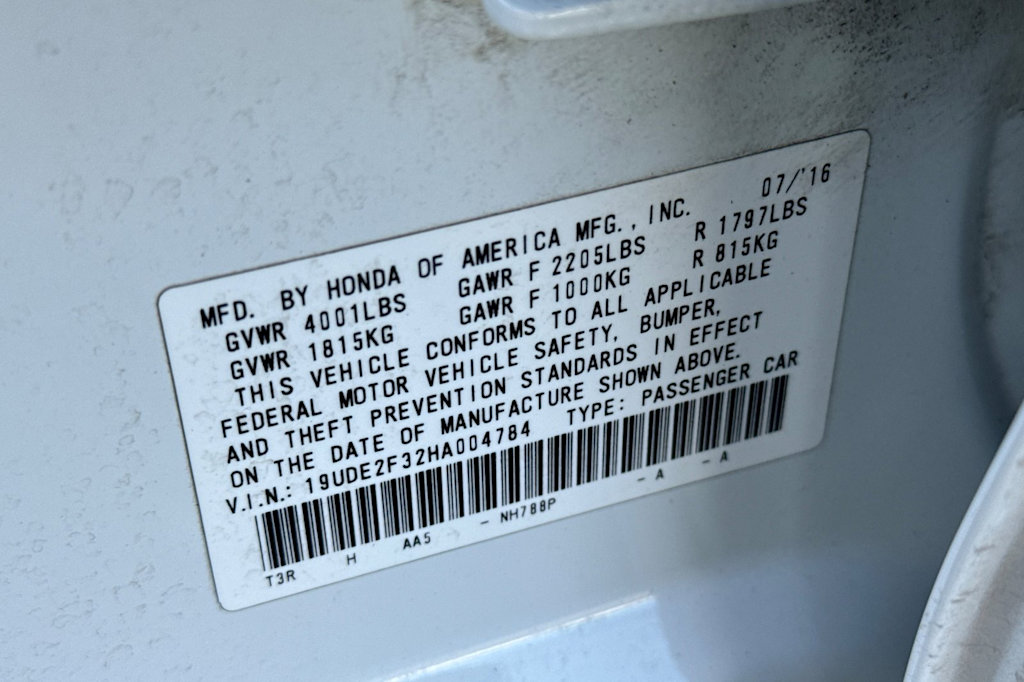 07/'16
MFD. BY HONDA OF AMERICA MFG., INC.
GVWR 4001LBS GAWR F 2205LBS R 1797LBS
GVWR 1815KG GAWR F 1000KG R 815KG
THIS VEHICLE CONFORMS TO ALL APPLICABLE
FEDERAL MOTOR VEHICLE SAFETY, BUMPER,
AND THEFT PREVENTION STANDARDS IN EFFECT
ON THE DATE OF MANUFACTURE SHOWN ABOVE.
V.I.N.: 19UDE2F32HA004784 TYPE: PASSENGER CAR
T3R H AA5 - NH788P - A - A